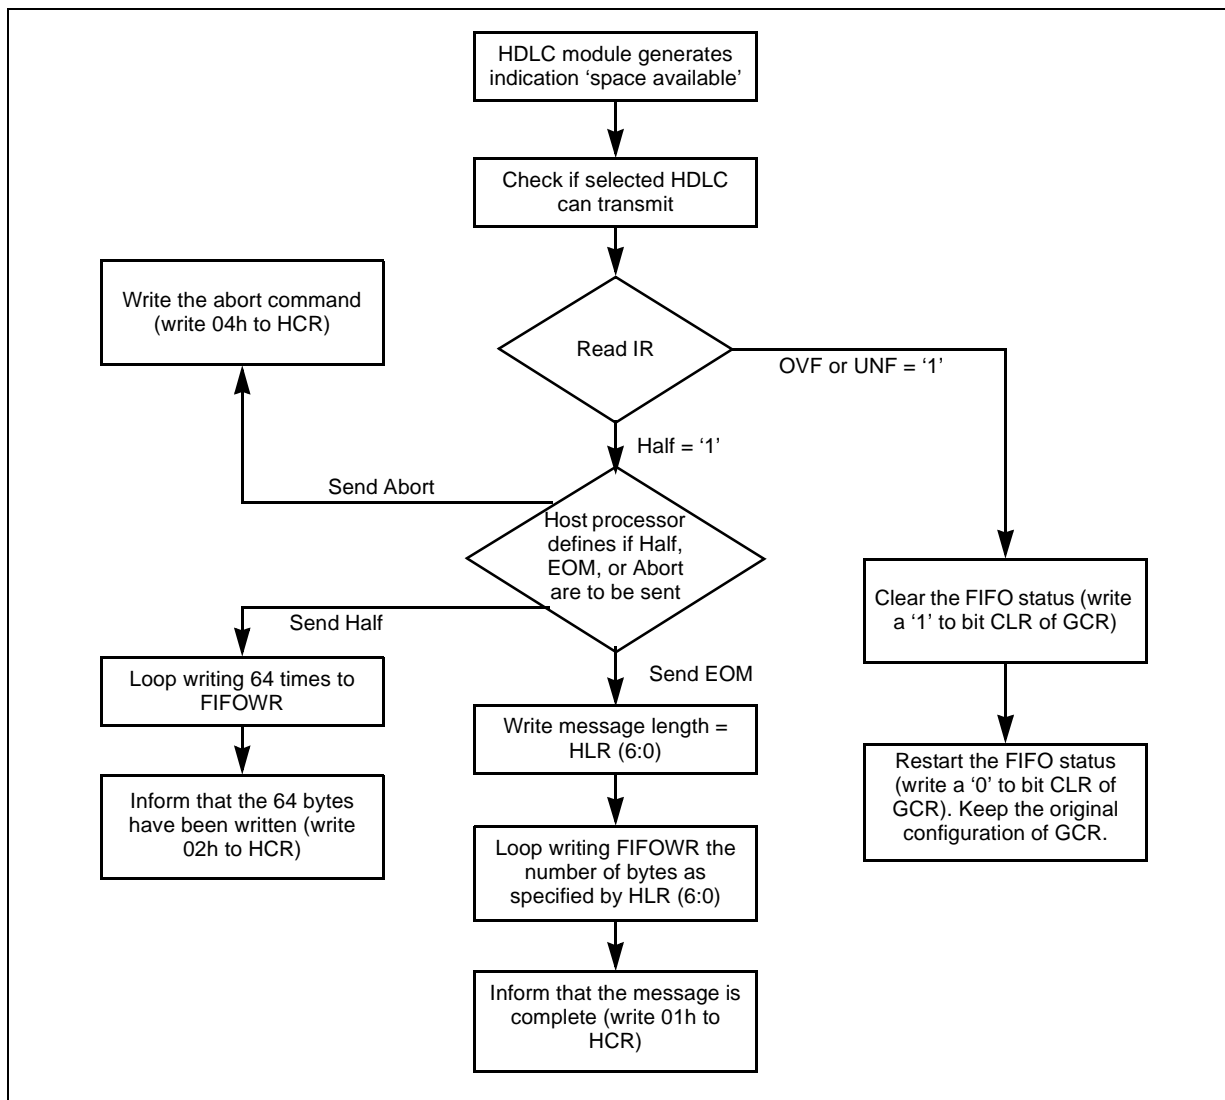 HDLC module generates
indication ‘space available’
Check if selected HDLC
can transmit
Write the abort command
(write 04h to HCR)
Read IR
OVF or UNF = ‘1’
Half = ‘1’
Send Abort
Host processor
defines if Half,
EOM, or Abort
are to be sent
Clear the FIFO status (write
a ‘1’ to bit CLR of GCR)
Send Half
Send EOM
Loop writing 64 times to
FIFOWR
Write message length =
HLR (6:0)
Restart the FIFO status
(write a ‘0’ to bit CLR of
GCR). Keep the original
configuration of GCR.
Inform that the 64 bytes
have been written (write
02h to HCR)
Loop writing FIFOWR the
number of bytes as
specified by HLR (6:0)
Inform that the message is
complete (write 01h to
HCR)